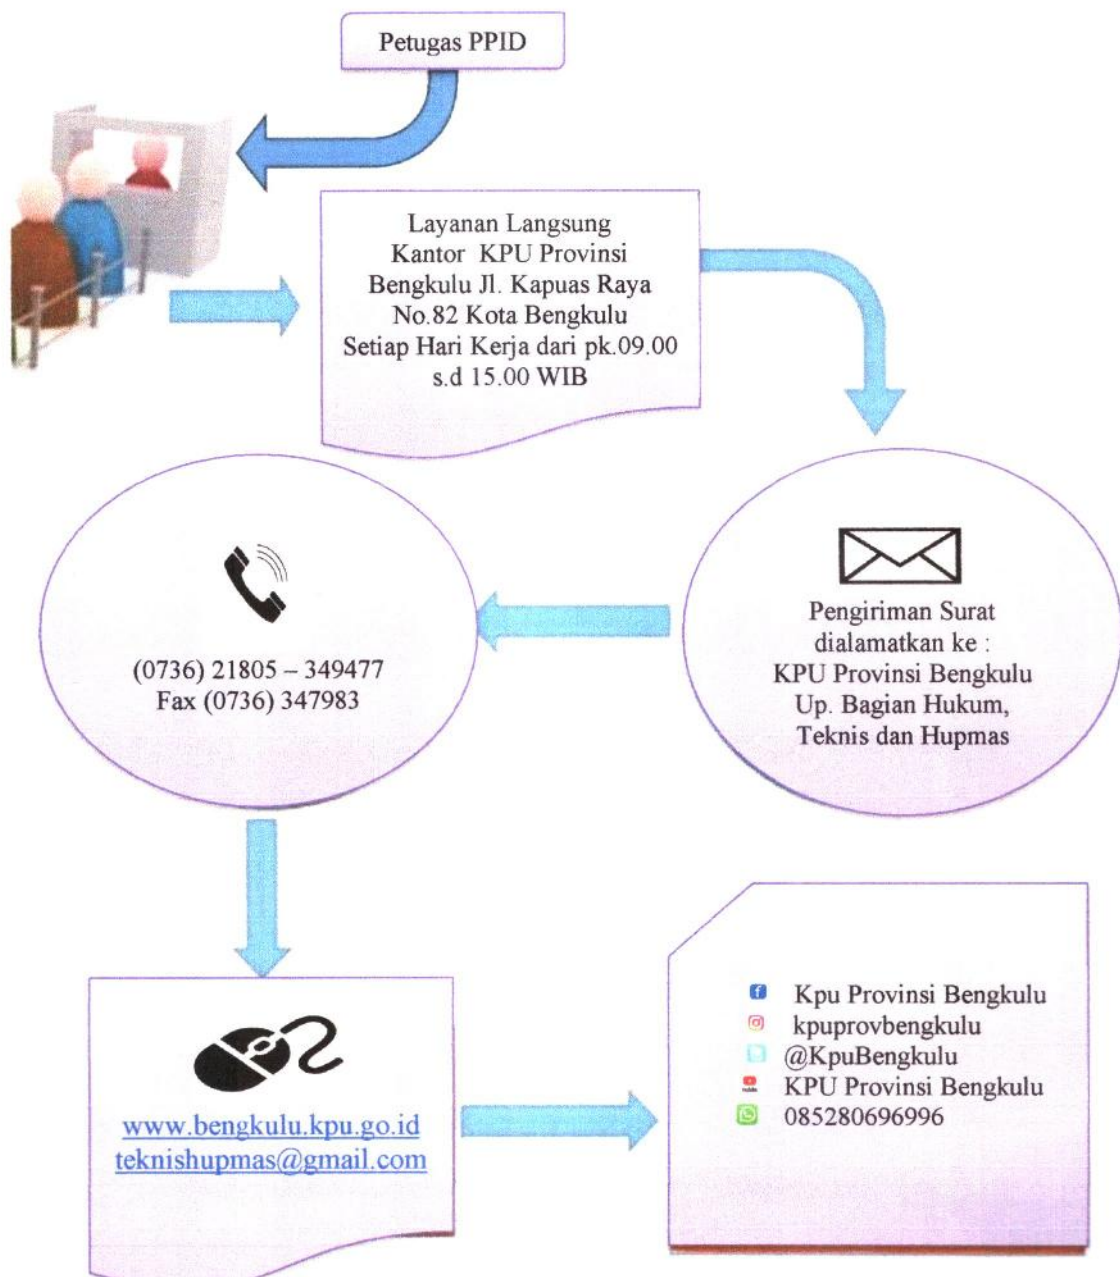 Petugas PPID
Layanan Langsung
Kantor KPU Provinsi
Bengkulu Jl. Kapuas Raya
No.82 Kota Bengkulu
Setiap Hari Kerja dari pk.09.00
s.d 15.00 WIB
Pengiriman Surat
dialamatkan ke :
KPU Provinsi Bengkulu
Up. Bagian Hukum,
Teknis dan Hupmas
(0736) 21805 – 349477
Fax (0736) 347983
www.bengkulu.kpu.go.id
teknishupmas@gmail.com
Kpu Provinsi Bengkulu
kpuprovbengkulu
@KpuBengkulu
KPU Provinsi Bengkulu
085280696996